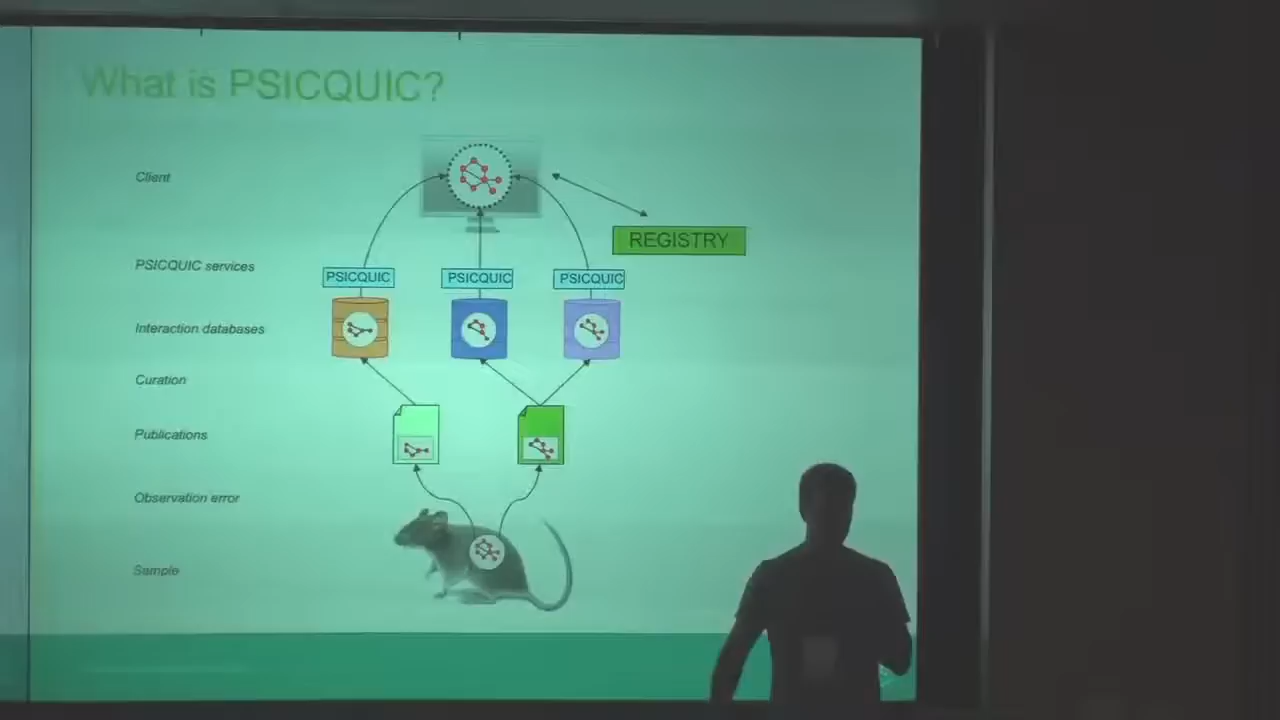 What is PSICQUIC?
Client
REGISTRY
PSICQUIC services
PSICQUIC
PSICQUIC
PSICQUIC
Interaction databases
Curation
Publications
Observation error
Sample